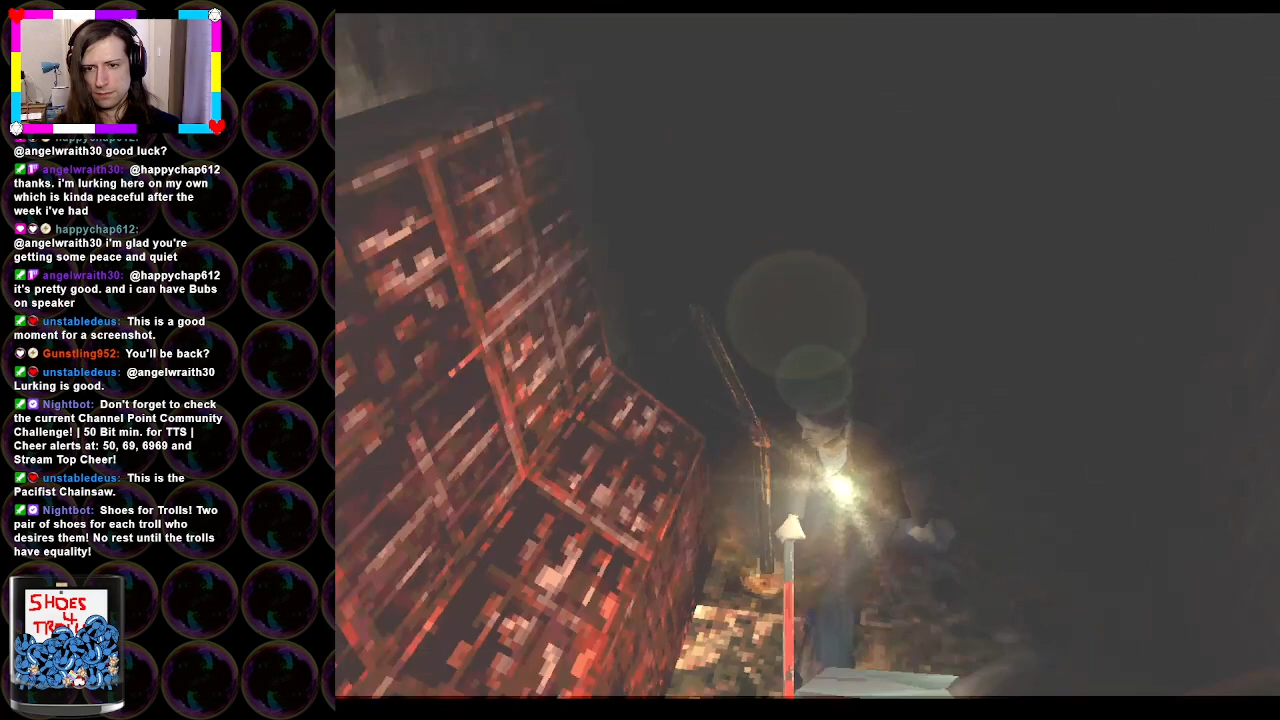 happychap612:
@angelwraith30 good luck?
angelwraith30: @happychap612
thanks. i'm lurking here on my own
which is kinda peaceful after the
week i've had
happychap612:
@angelwraith30 i'm glad you're
getting some peace and quiet
angelwraith30: @happychap612
it's pretty good. and i can have Bubs
on speaker
unstabledeus: This is a good
moment for a screenshot.
Gunstling952: You'll be back?
unstabledeus: @angelwraith30
Lurking is good.
Nightbot: Don't forget to check
the current Channel Point Community
Challenge! | 50 Bit min. for TTS |
Cheer alerts at: 50, 69, 6969 and
Stream Top Cheer!
unstabledeus: This is the
Pacifist Chainsaw.
Nightbot: Shoes for Trolls! Two
pair of shoes for each troll who
desires them! No rest until the trolls
have equality!
SHOES
4